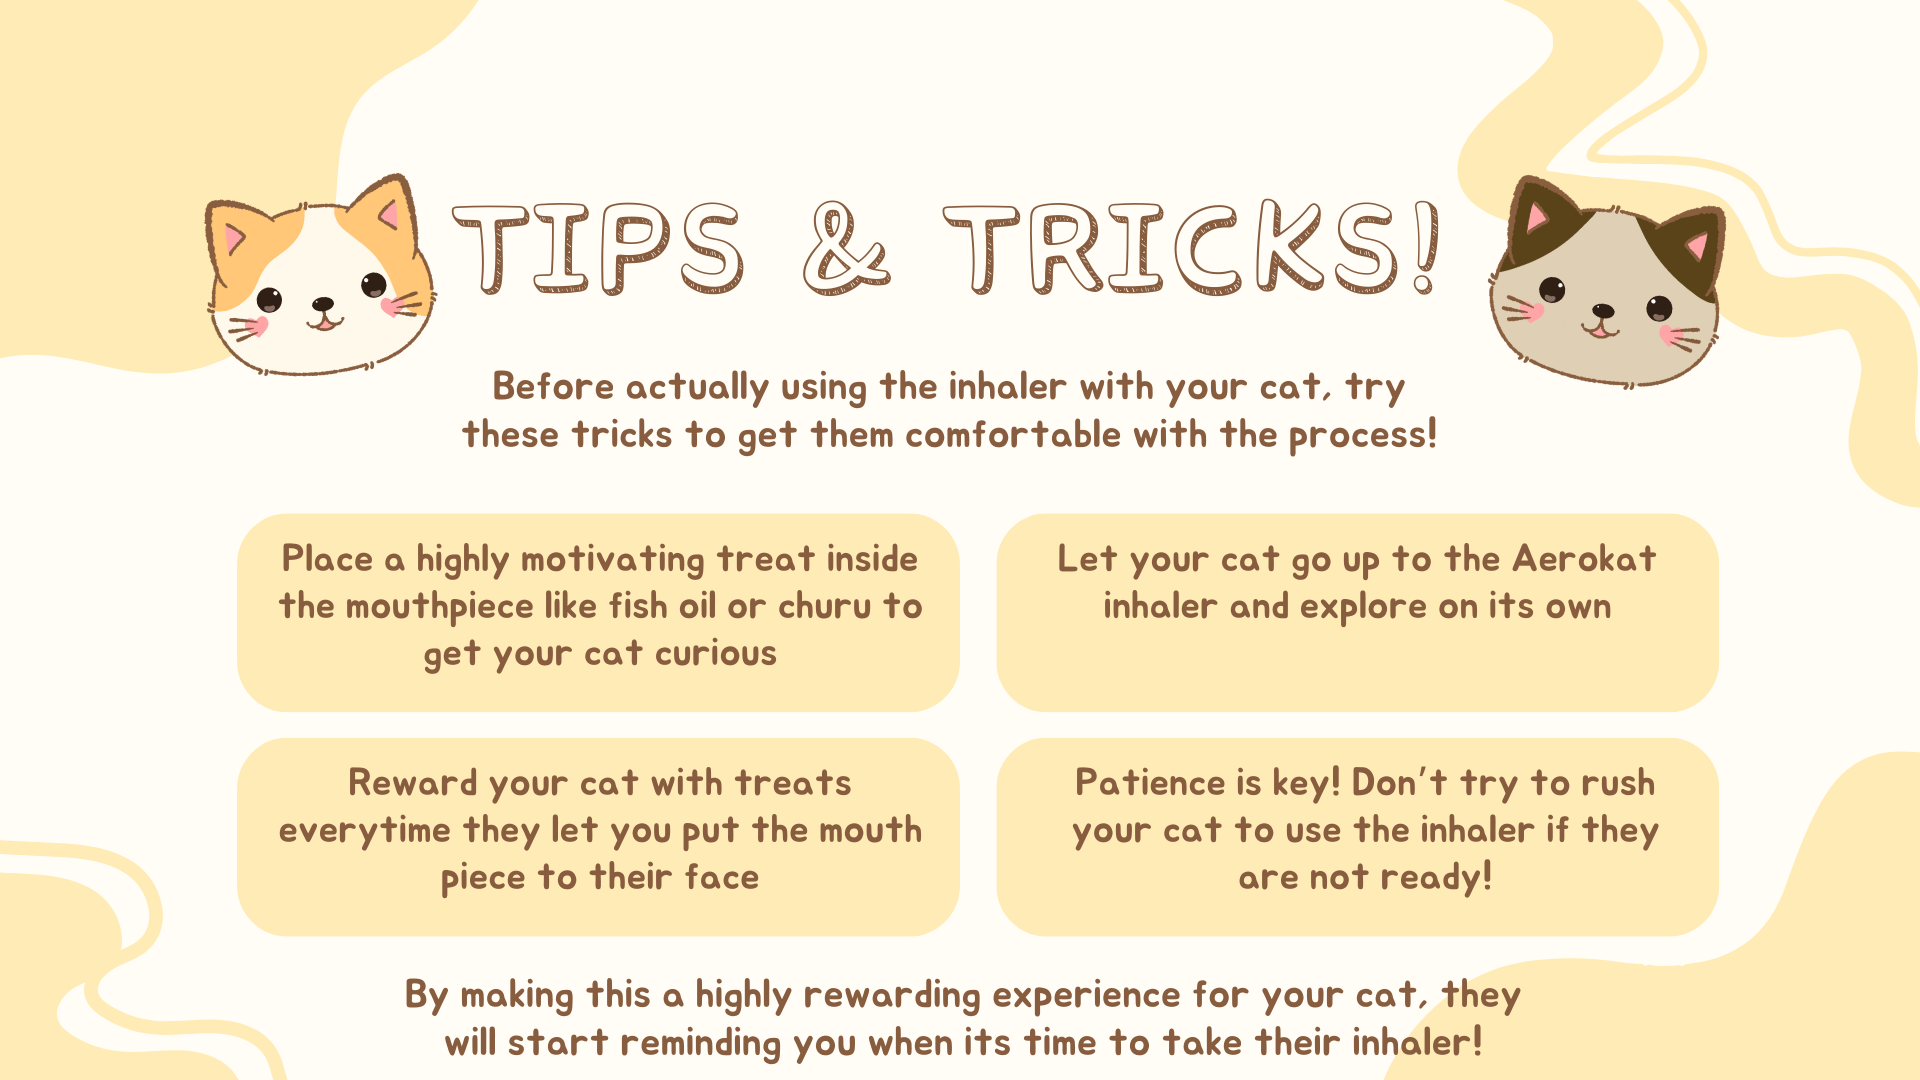 TIPS & TRICKS!
Before actually using the inhaler with your cat, try
these tricks to get them comfortable with the process!
Place a highly motivating treat inside
the mouthpiece like fish oil or churu to
get your cat curious
Let your cat go up to the Aerokat
inhaler and explore on its own
Reward your cat with treats
everytime they let you put the mouth
piece to their face
Patience is key! Don't try to rush
your cat to use the inhaler if they
are not ready!
By making this a highly rewarding experience for your cat, they
will start reminding you when its time to take their inhaler!